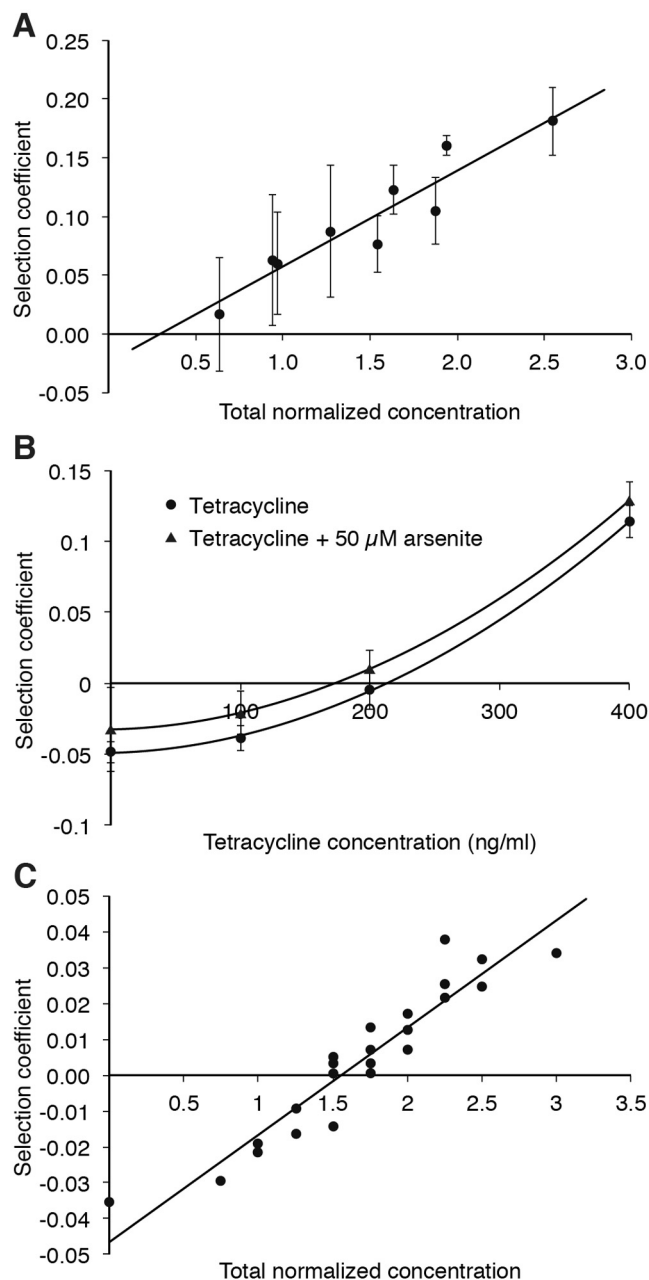 A
0.25
0.20
0.15
0.10
0.05
0.00
-0.05
Selection coefficient
0.5 1.0 1.5 2.0 2.5 3.0
Total normalized concentration
B
0.15
0.1
0.05
0
-0.05
-0.1
Selection coefficient
Tetracycline
Tetracycline + 50 µM arsenite
100 200 300 400
Tetracycline concentration (ng/ml)
C
0.05
0.04
0.03
0.02
0.01
0.00
-0.01
-0.02
-0.03
-0.04
-0.05
Selection coefficient
0.5 1 1.5 2 2.5 3 3.5
Total normalized concentration